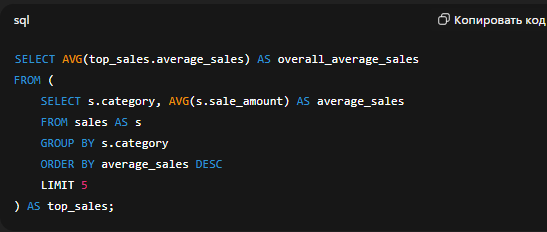 sql
Копировать код
SELECT AVG(top_sales.average_sales) AS overall_average_sales
FROM (
    SELECT s.category, AVG(s.sale_amount) AS average_sales
    FROM sales AS s
    GROUP BY s.category
    ORDER BY average_sales DESC
    LIMIT 5
) AS top_sales;